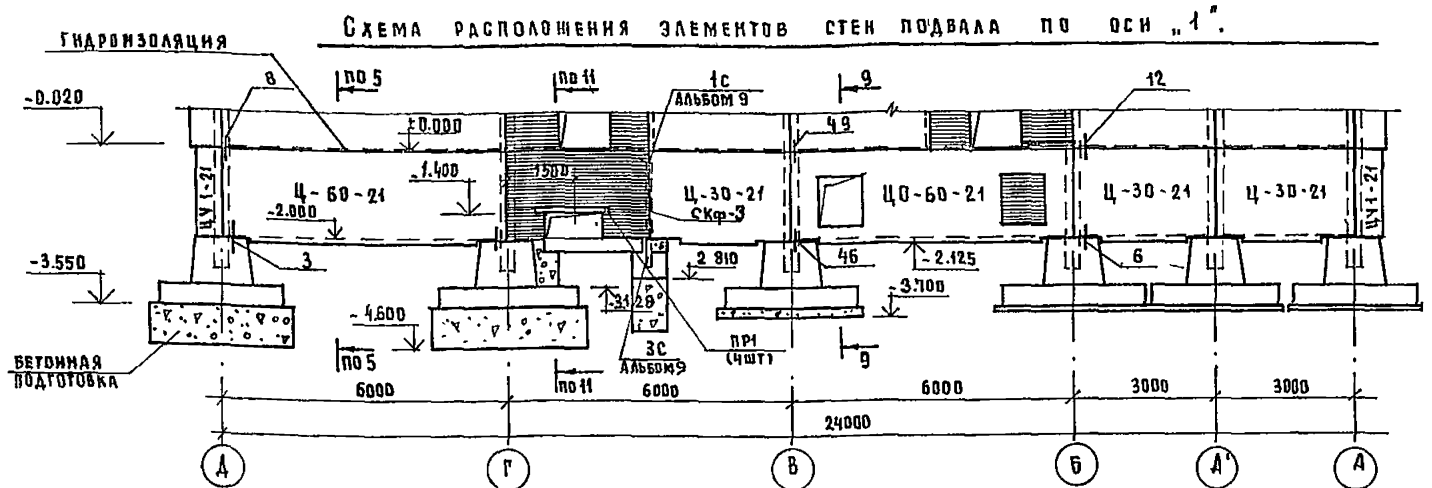 СХЕМА РАСПОЛОЖЕНИЯ ЭЛЕМЕНТОВ СТЕН ПОДВАЛА ПО ОСИ „1".
ГИДРОИЗОЛЯЦИЯ
8
ПО 5
ПО 11
1С
АЛЬБОМ 9
9
12
-0.020
±0.000
49
-1.400
1500
ЦУ1-21
Ц-60-21
Ц-30-21
СКФ-3
ЦО-60-21
Ц-30-21
Ц-30-21
ЦУ1-21
-2.000
3
2 810
46
-2.125
6
-3.550
-3.128
-3.700
-4.600
ПР1
(4ШТ)
3С
АЛЬБОМ 9
БЕТОННАЯ
ПОДГОТОВКА
ПО 5
ПО 11
9
6000
6000
6000
3000
3000
24000
Д
Г
В
Б
А'
А